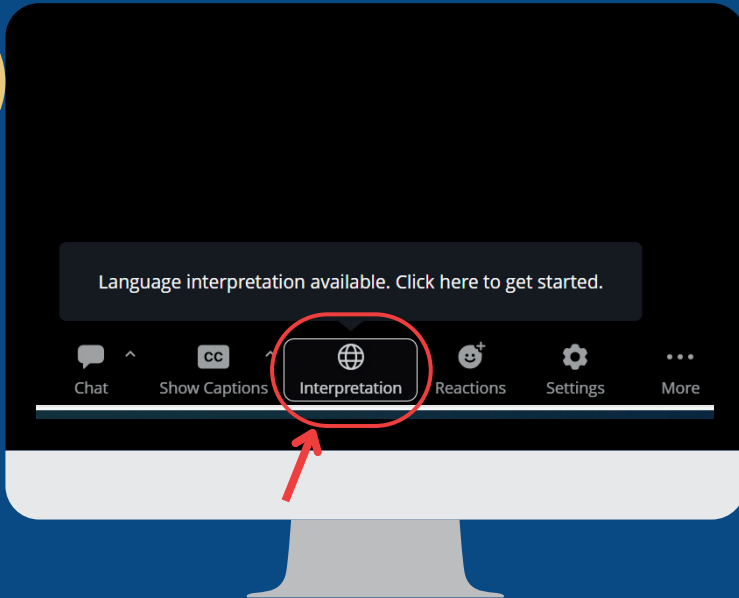 Language interpretation available. Click here to get started.
CC
Chat Show Captions Interpretation Reactions Settings More